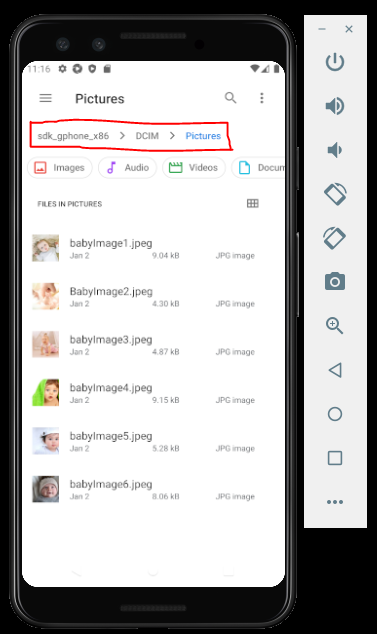 11:16
Pictures
sdk_gphone_x86 > DCIM > Pictures
Images Audio Videos Docum
FILES IN PICTURES
babyImage1.jpeg
Jan 2 9.04 kB JPG image
BabyImage2.jpeg
Jan 2 4.30 kB JPG image
babyImage3.jpeg
Jan 2 4.87 kB JPG image
babyImage4.jpeg
Jan 2 9.15 kB JPG image
babyImage5.jpeg
Jan 2 5.28 kB JPG image
babyImage6.jpeg
Jan 2 8.06 kB JPG image